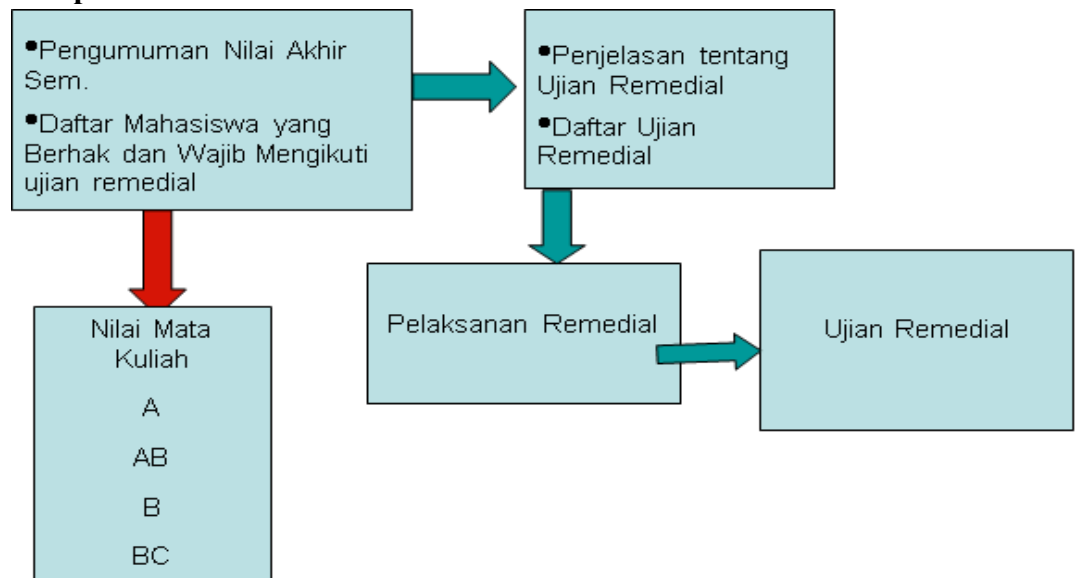 •Pengumuman Nilai Akhir
Sem.
•Daftar Mahasiswa yang
Berhak dan Wajib Mengikuti
ujian remedial
•Penjelasan tentang
Ujian Remedial
•Daftar Ujian
Remedial
Pelaksanan Remedial
Ujian Remedial
Nilai Mata
Kuliah
A
AB
B
BC